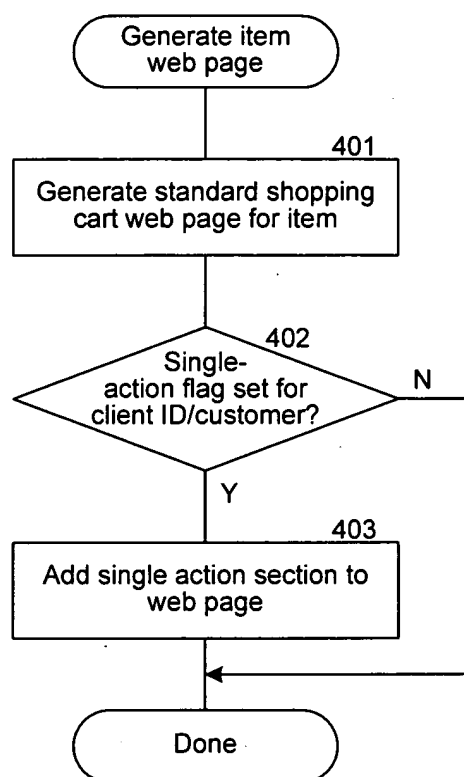 Generate item
web page
401
Generate standard shopping
cart web page for item
402
Single-
action flag set for
client ID/customer?
N
Y
403
Add single action section to
web page
Done